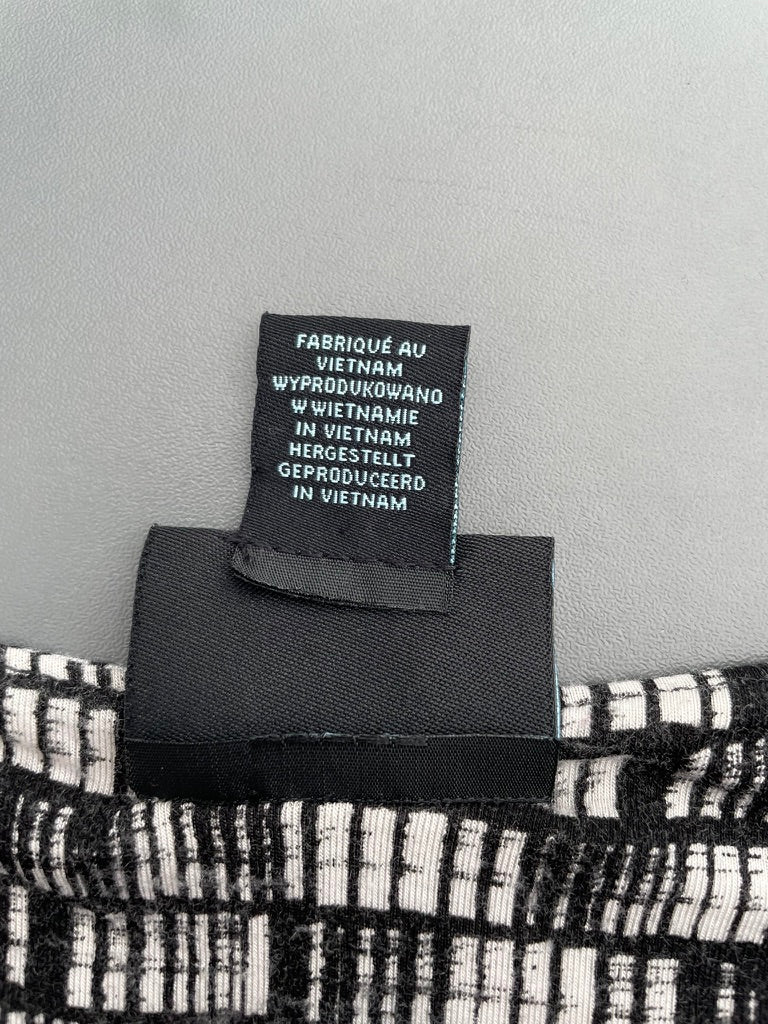 FABRIQUÉ AU
VIETNAM
WYPRODUKOWANO
W WIETNAMIE
IN VIETNAM
HERGESTELLT
GEPRODUCEERD
IN VIETNAM